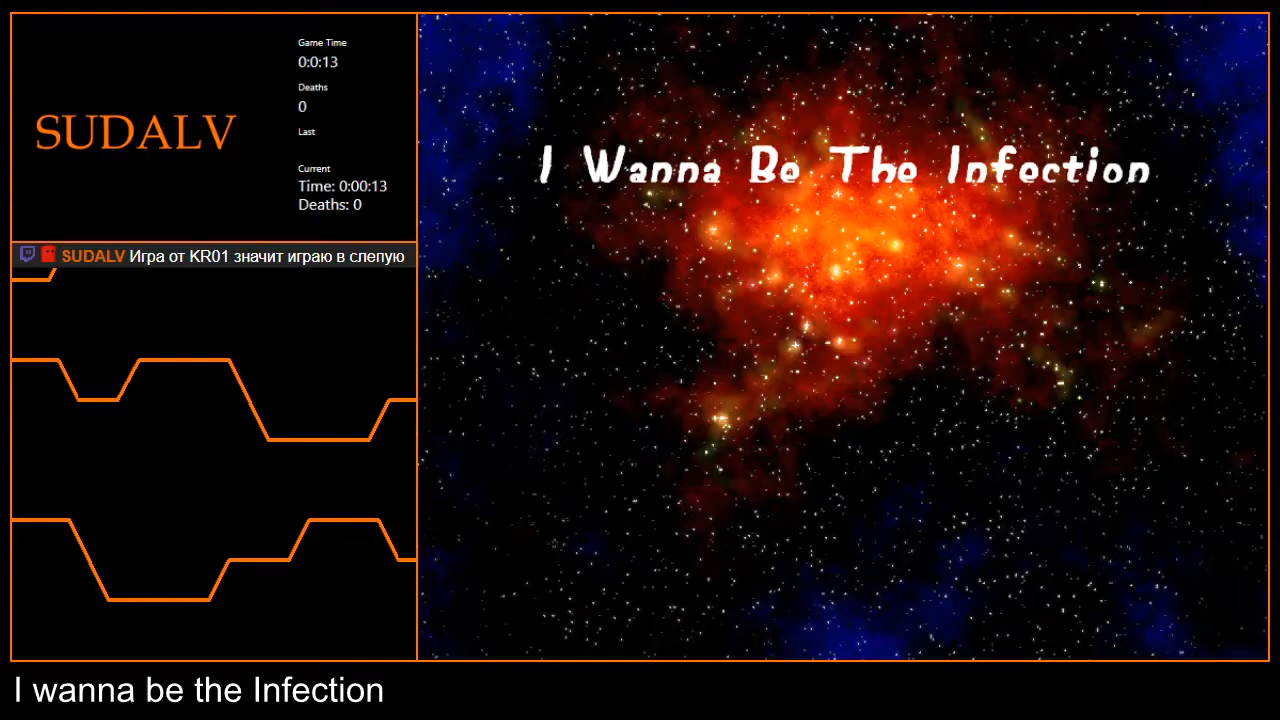 Game Time
0:0:13
Deaths
0
Last
Current
Time: 0:00:13
Deaths: 0
SUDALV
SUDALV Игра от KR01 значит играю в слепую
I Wanna Be The Infection
I wanna be the Infection